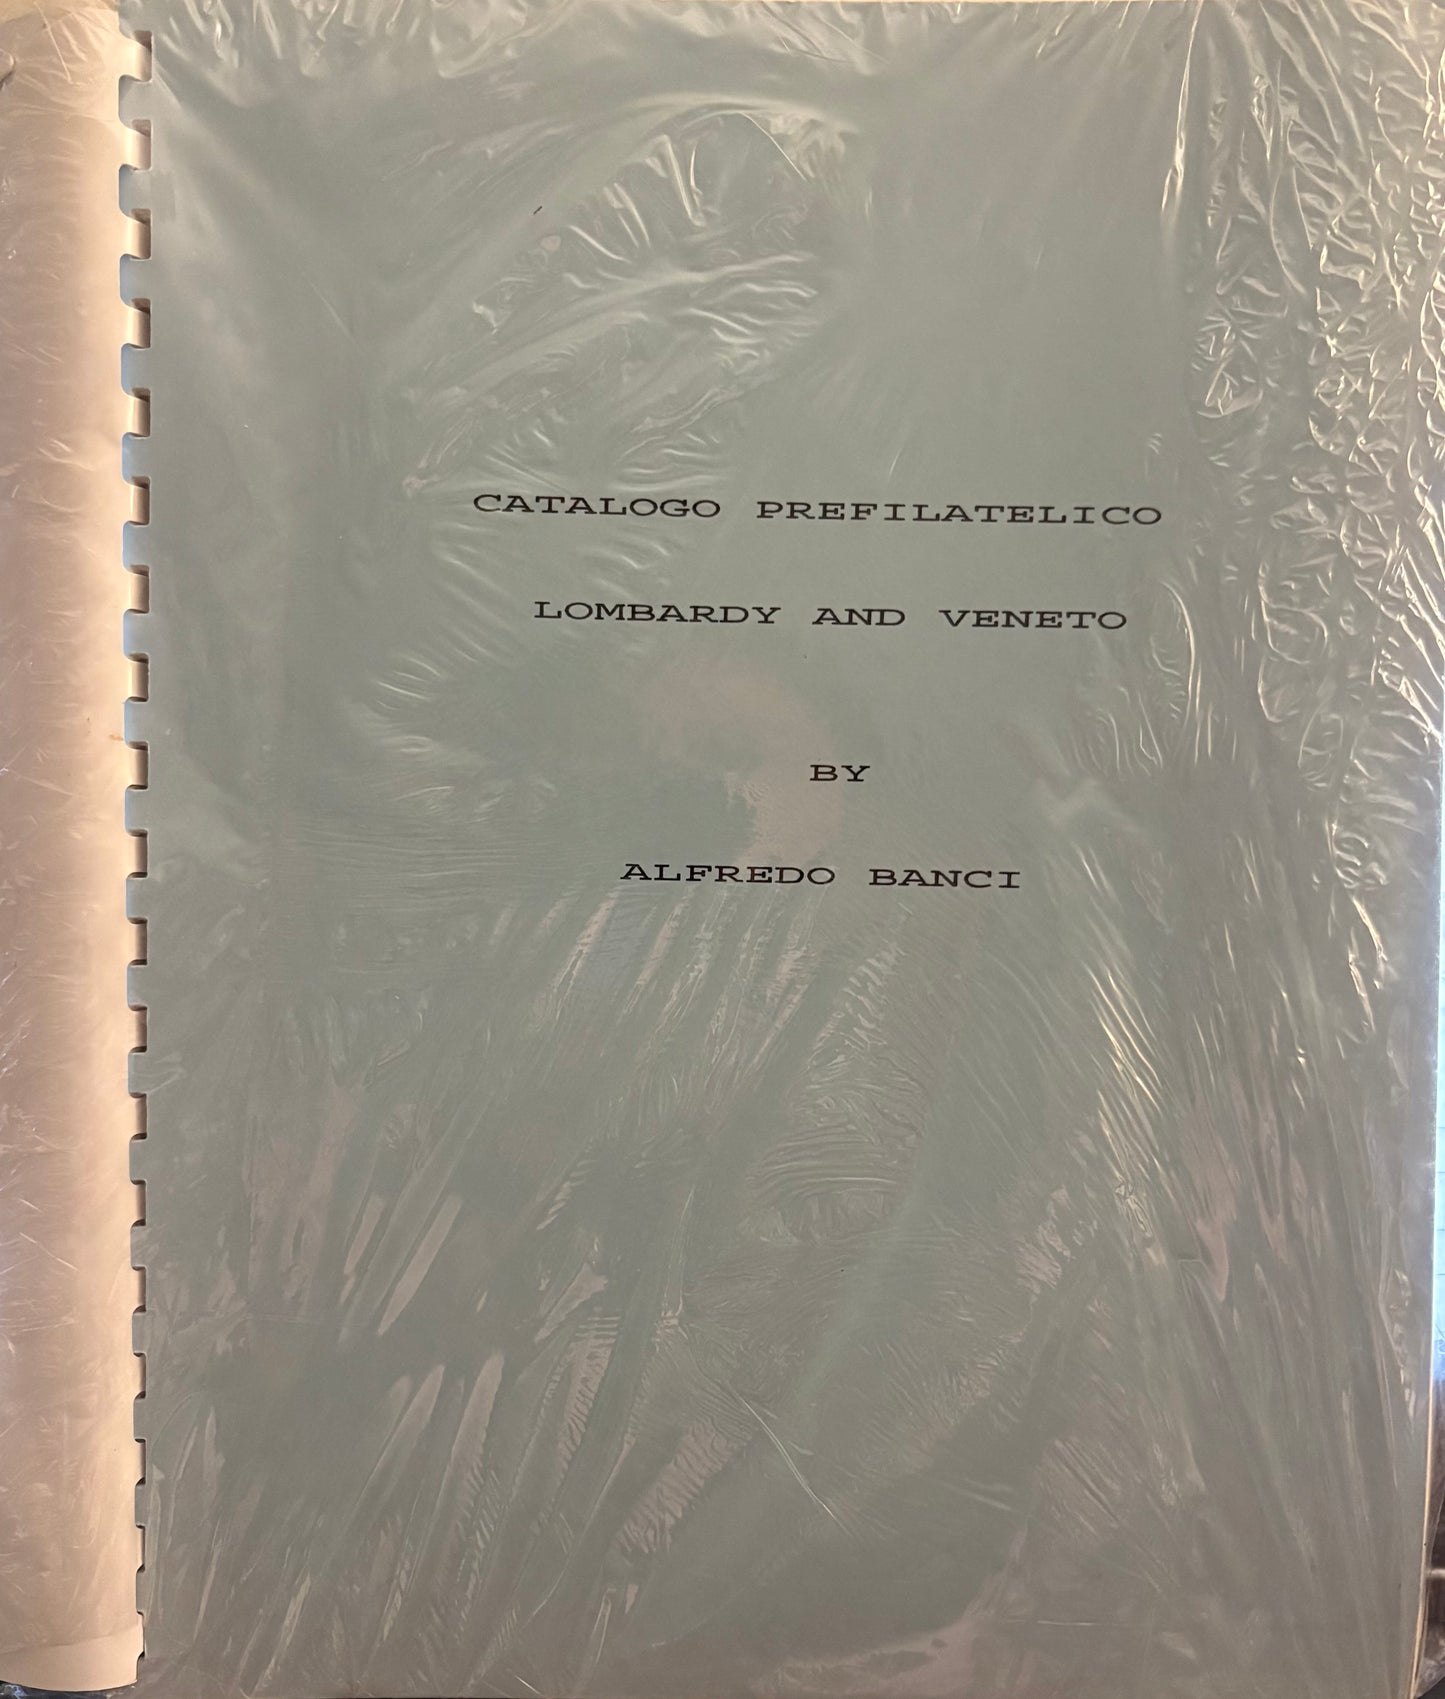 CATALOGO PREFILATELICO
LOMBARDY AND VENETO
BY
ALFREDO BANCI